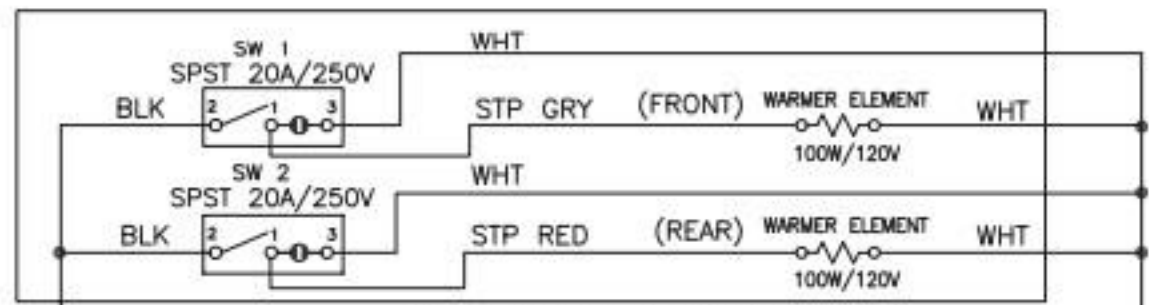 SW 1
SPST 20A/250V
WHT
BLK
2 1 3
STP GRY (FRONT)
WARMER ELEMENT
WHT
100W/120V
SW 2
SPST 20A/250V
WHT
BLK
2 1 3
STP RED (REAR)
WARMER ELEMENT
WHT
100W/120V